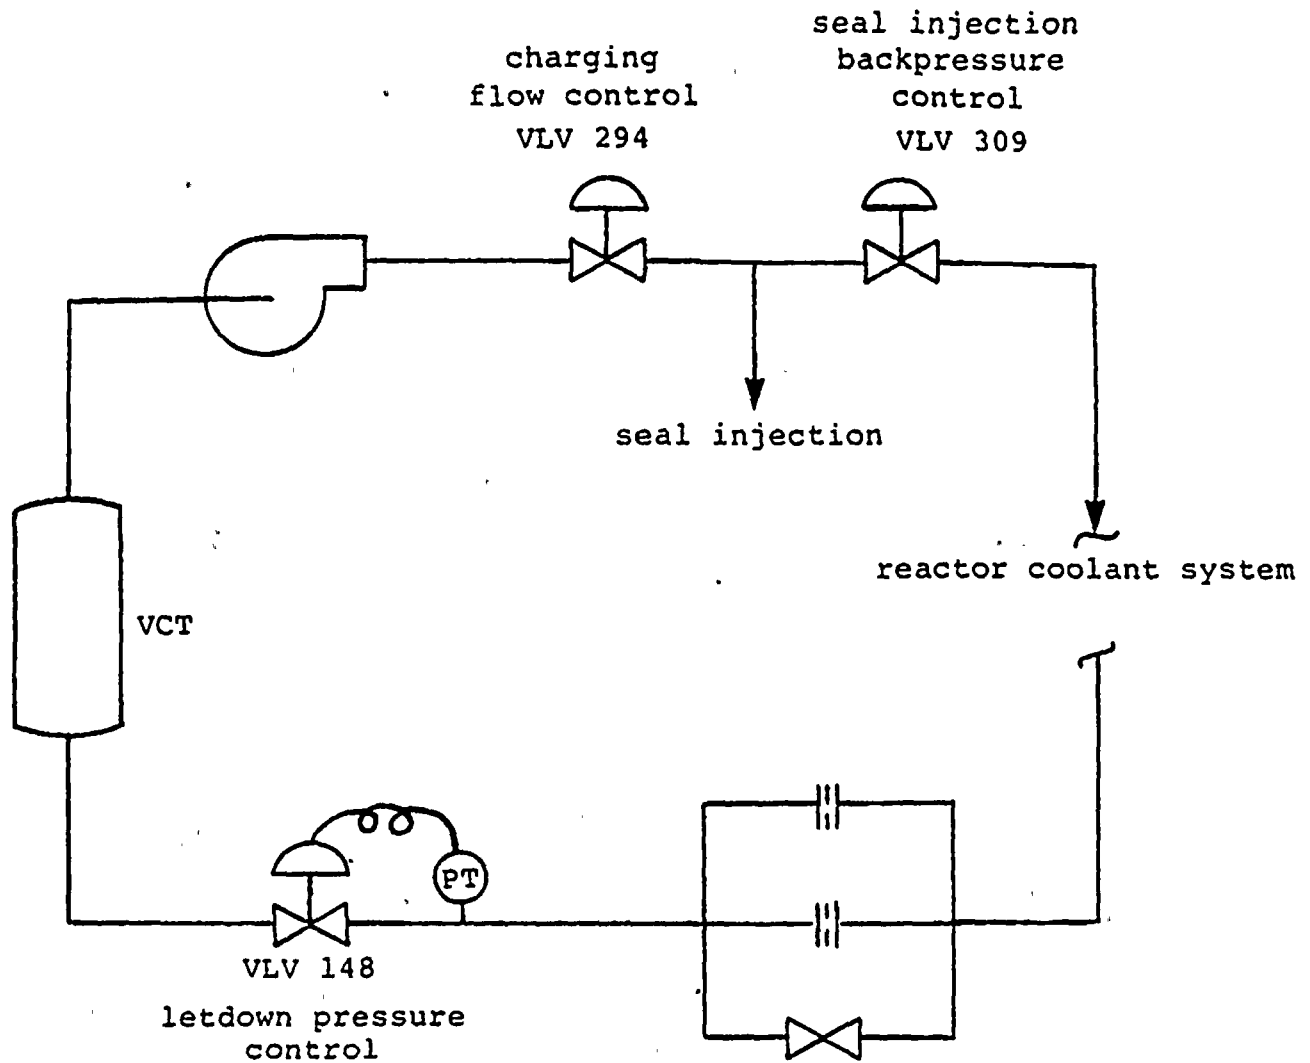 charging
flow control
VLV 294
seal injection
backpressure
control
VLV 309
seal injection
reactor coolant system
VCT
PT
VLV 148
letdown pressure
control